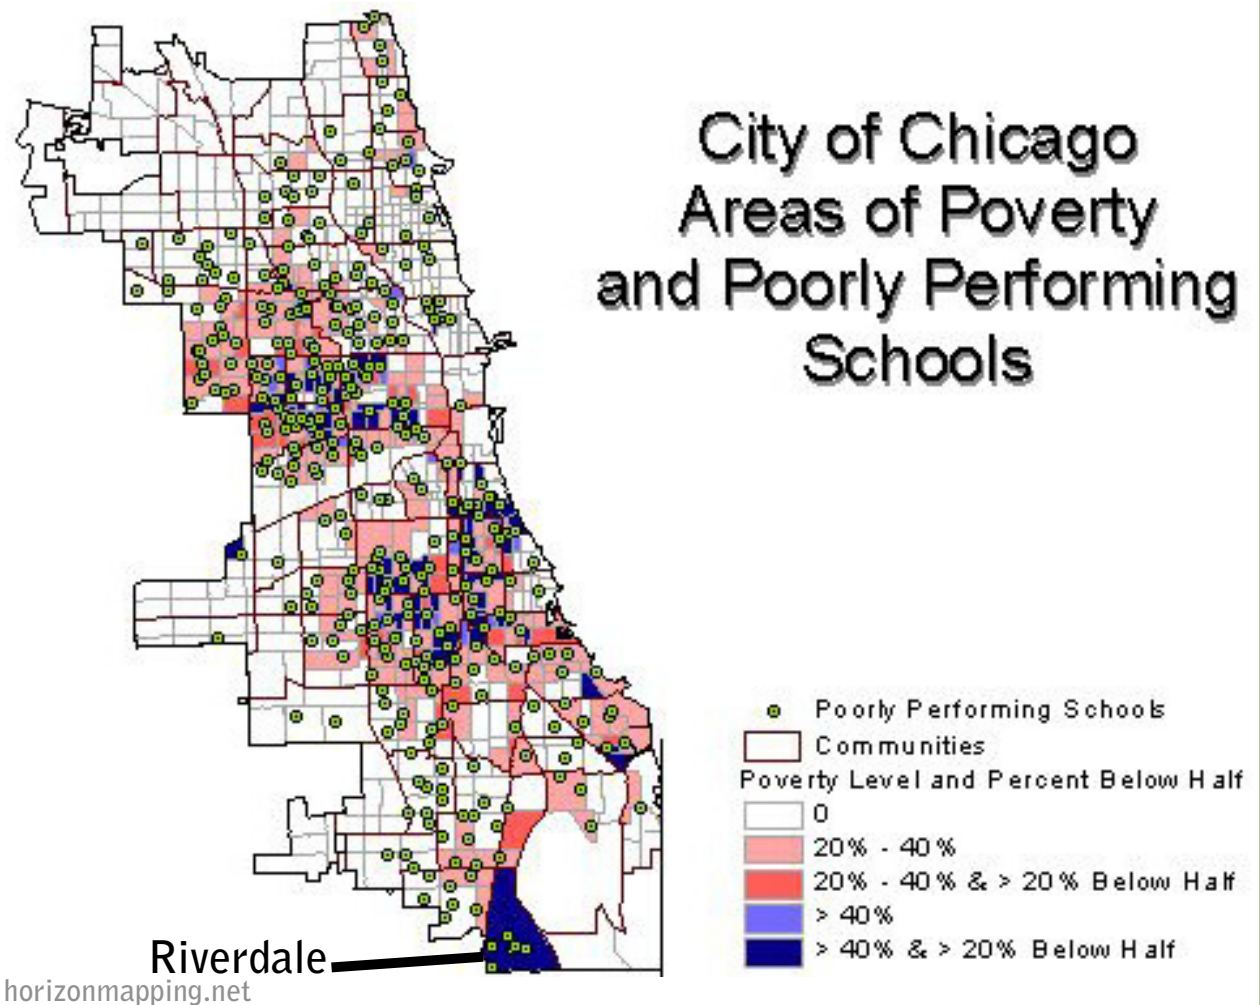 City of Chicago
Areas of Poverty
and Poorly Performing
Schools
Poorly Performing Schools
Communities
Poverty Level and Percent Below Half
0
20% - 40%
20% - 40% & > 20% Below Half
> 40%
> 40% & > 20% Below Half
Riverdale
horizonmapping.net